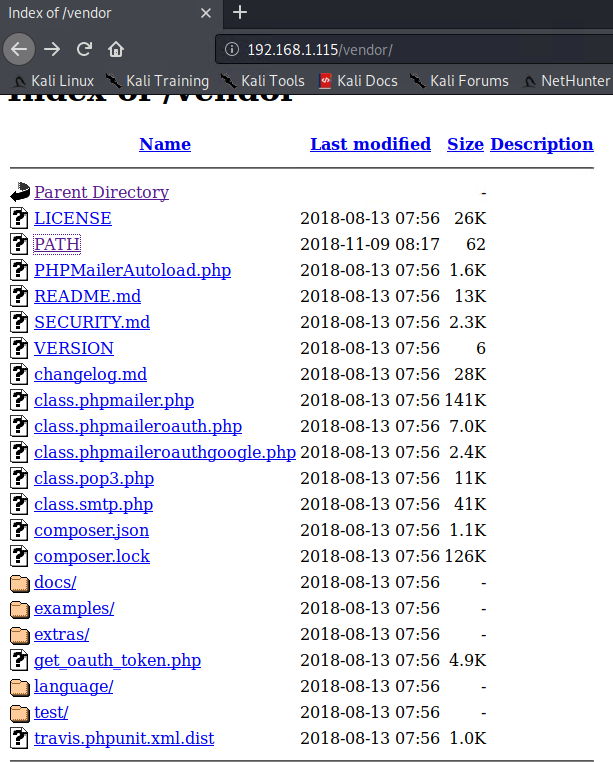 Index of /vendor
192.168.1.115/vendor/
Kali Linux Kali Training Kali Tools Kali Docs Kali Forums NetHunter
Index of /vendor
Name Last modified Size Description
Parent Directory -
LICENSE 2018-08-13 07:56 26K
PATH 2018-11-09 08:17 62
PHPMailerAutoload.php 2018-08-13 07:56 1.6K
README.md 2018-08-13 07:56 13K
SECURITY.md 2018-08-13 07:56 2.3K
VERSION 2018-08-13 07:56 6
changelog.md 2018-08-13 07:56 28K
class.phpmailer.php 2018-08-13 07:56 141K
class.phpmaileroauth.php 2018-08-13 07:56 7.0K
class.phpmaileroauthgoogle.php 2018-08-13 07:56 2.4K
class.pop3.php 2018-08-13 07:56 11K
class.smtp.php 2018-08-13 07:56 41K
composer.json 2018-08-13 07:56 1.1K
composer.lock 2018-08-13 07:56 126K
docs/ 2018-08-13 07:56 -
examples/ 2018-08-13 07:56 -
extras/ 2018-08-13 07:56 -
get_oauth_token.php 2018-08-13 07:56 4.9K
language/ 2018-08-13 07:56 -
test/ 2018-08-13 07:56 -
travis.phpunit.xml.dist 2018-08-13 07:56 1.0K